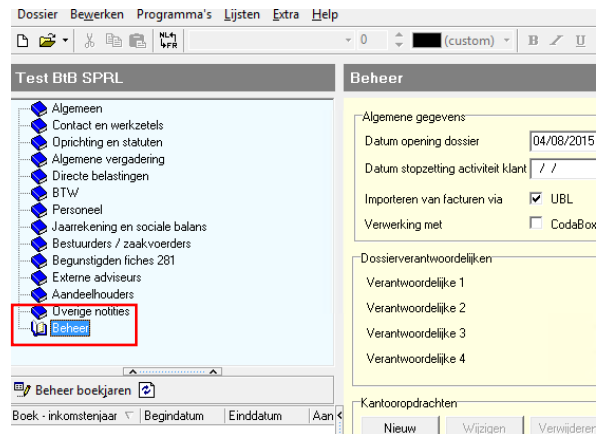 Dossier Bewerken Programma's Lijsten Extra Help
NL FR 0 (custom) B I U
Test BtB SPRL
Algemeen
Contact en werkzetels
Oprichting en statuten
Algemene vergadering
Directe belastingen
BTW
Personeel
Jaarrekening en sociale balans
Bestuurders / zaakvoerders
Begunstigden fiches 281
Externe adviseurs
Aandeelhouders
Overige notities
Beheer
Beheer boekjaren
Boek - inkomstenjaar Begindatum Einddatum Aan
Beheer
Algemene gegevens
Datum opening dossier 04/08/2015
Datum stopzetting activiteit klant / /
Importeren van facturen via UBL
Verwerking met CodaBox
Dossierverantwoordelijken
Verantwoordelijke 1
Verantwoordelijke 2
Verantwoordelijke 3
Verantwoordelijke 4
Kantooropdrachten
Nieuw Wijzigen Verwijderen